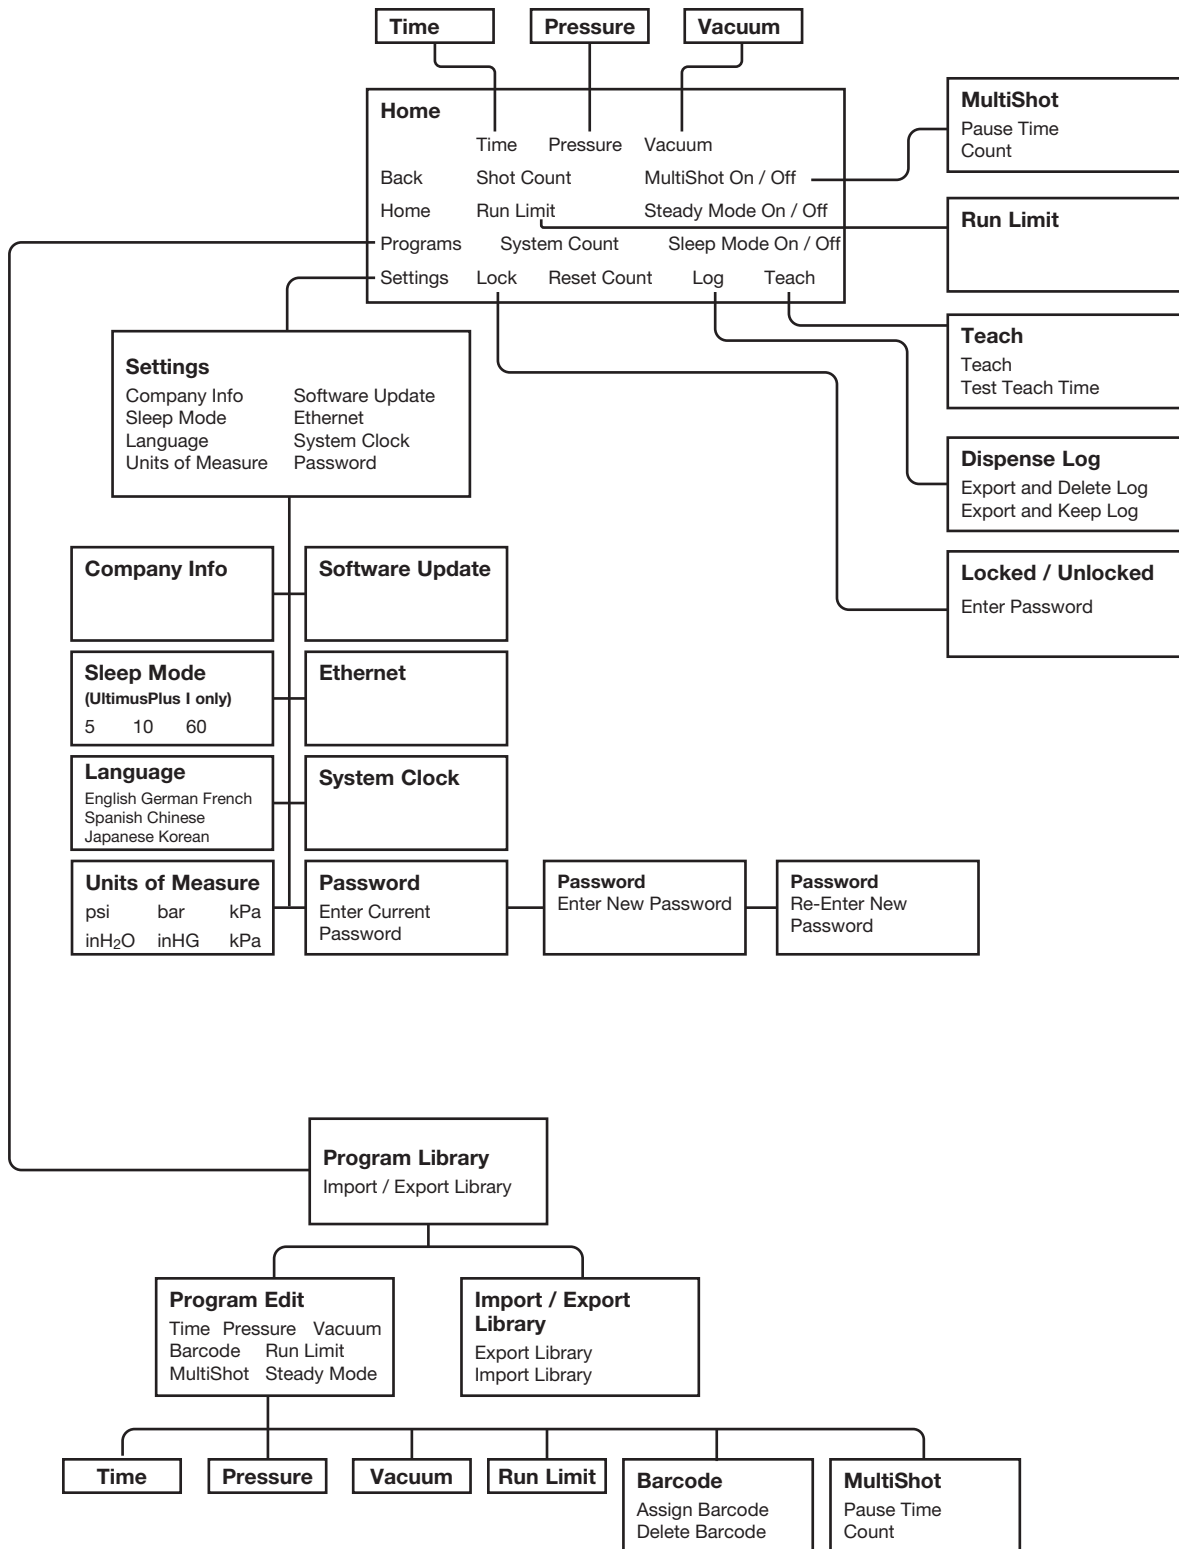 Time Pressure Vacuum
Home
Time Pressure Vacuum
Back Shot Count MultiShot On / Off
Home Run Limit Steady Mode On / Off
Programs System Count Sleep Mode On / Off
Settings Lock Reset Count Log Teach
MultiShot
Pause Time
Count
Run Limit
Teach
Teach
Test Teach Time
Dispense Log
Export and Delete Log
Export and Keep Log
Locked / Unlocked
Enter Password
Settings
Company Info Software Update
Sleep Mode Ethernet
Language System Clock
Units of Measure Password
Company Info
Software Update
Sleep Mode
(UltimusPlus I only)
5 10 60
Ethernet
Language
English German French
Spanish Chinese
Japanese Korean
System Clock
Units of Measure
psi bar kPa
inH₂O inHG kPa
Password
Enter Current
Password
Password
Enter New Password
Password
Re-Enter New
Password
Program Library
Import / Export Library
Program Edit
Time Pressure Vacuum
Barcode Run Limit
MultiShot Steady Mode
Import / Export
Library
Export Library
Import Library
Time
Pressure
Vacuum
Run Limit
Barcode
Assign Barcode
Delete Barcode
MultiShot
Pause Time
Count